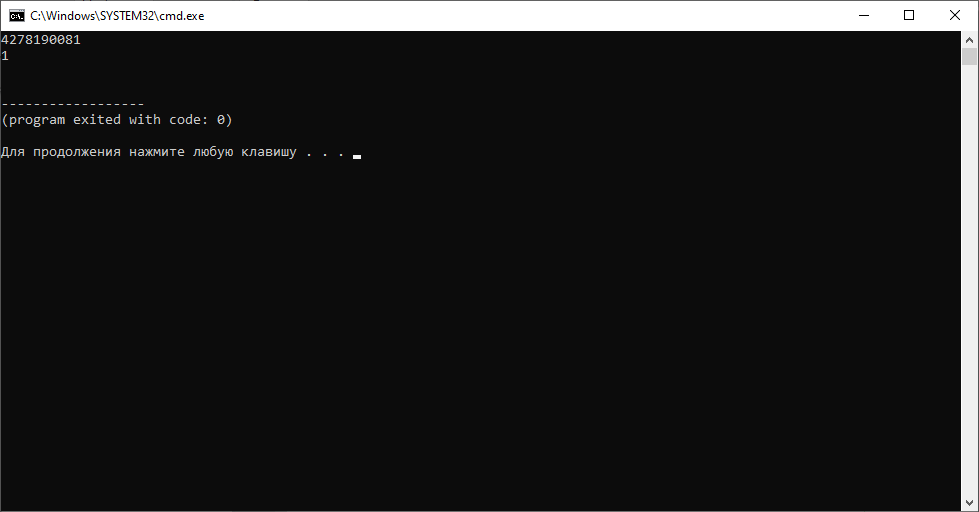 C:\Windows\SYSTEM32\cmd.exe
4278190081
1
------------------
(program exited with code: 0)
Для продолжения нажмите любую клавишу . . .